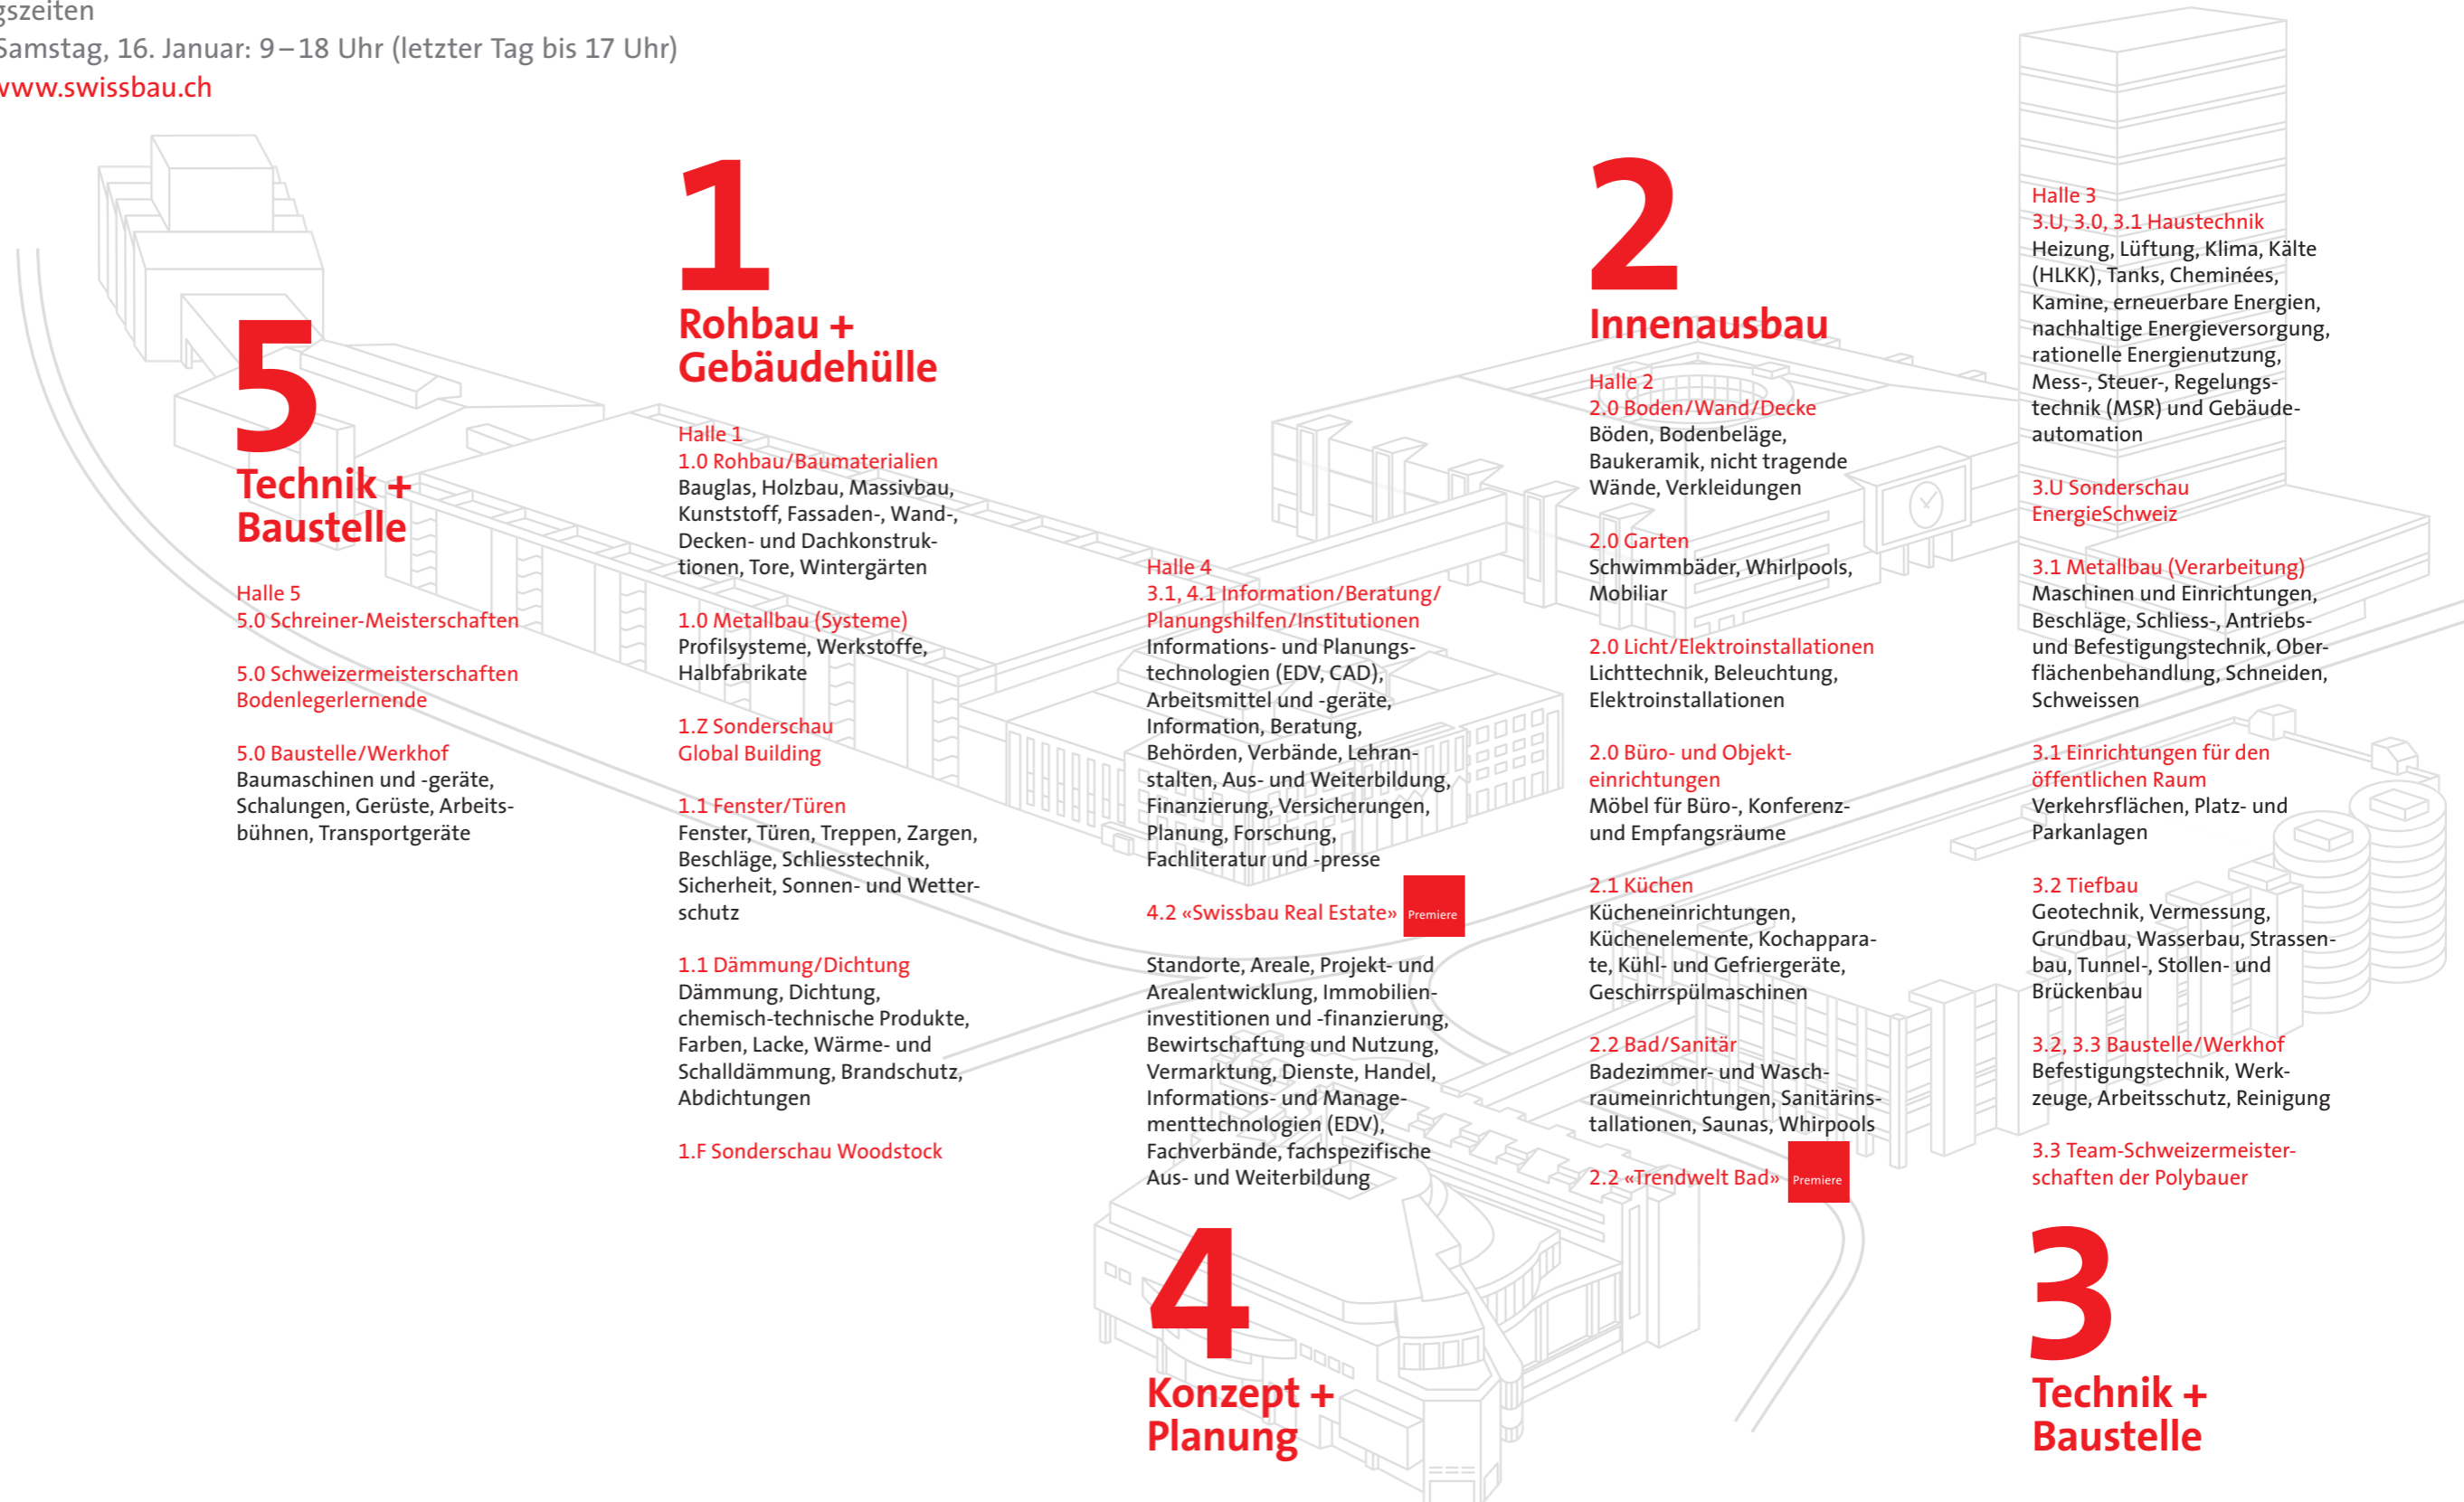 gszeiten
Samstag, 16. Januar: 9–18 Uhr (letzter Tag bis 17 Uhr)
www.swissbau.ch
5
Technik +
Baustelle
Halle 5
5.0 Schreiner-Meisterschaften
5.0 Schweizermeisterschaften
Bodenlegerlernende
5.0 Baustelle/Werkhof
Baumaschinen und -geräte,
Schalungen, Gerüste, Arbeits-
bühnen, Transportgeräte
1
Rohbau +
Gebäudehülle
Halle 1
1.0 Rohbau/Baumaterialien
Bauglas, Holzbau, Massivbau,
Kunststoff, Fassaden-, Wand-,
Decken- und Dachkonstruk-
tionen, Tore, Wintergärten
1.0 Metallbau (Systeme)
Profilsysteme, Werkstoffe,
Halbfabrikate
1.Z Sonderschau
Global Building
1.1 Fenster/Türen
Fenster, Türen, Treppen, Zargen,
Beschläge, Schliesstechnik,
Sicherheit, Sonnen- und Wetter-
schutz
1.1 Dämmung/Dichtung
Dämmung, Dichtung,
chemisch-technische Produkte,
Farben, Lacke, Wärme- und
Schalldämmung, Brandschutz,
Abdichtungen
1.F Sonderschau Woodstock
Halle 4
3.1, 4.1 Information/Beratung/
Planungshilfen/Institutionen
Informations- und Planungs-
technologien (EDV, CAD),
Arbeitsmittel und -geräte,
Information, Beratung,
Behörden, Verbände, Lehran-
stalten, Aus- und Weiterbildung,
Finanzierung, Versicherungen,
Planung, Forschung,
Fachliteratur und -presse
4.2 «Swissbau Real Estate» Premiere
Standorte, Areale, Projekt- und
Arealentwicklung, Immobilien-
investitionen und -finanzierung,
Bewirtschaftung und Nutzung,
Vermarktung, Dienste, Handel,
Informations- und Manage-
menttechnologien (EDV),
Fachverbände, fachspezifische
Aus- und Weiterbildung
4
Konzept +
Planung
2
Innenausbau
Halle 2
2.0 Boden/Wand/Decke
Böden, Bodenbeläge,
Baukeramik, nicht tragende
Wände, Verkleidungen
2.0 Garten
Schwimmbäder, Whirlpools,
Mobiliar
2.0 Licht/Elektroinstallationen
Lichttechnik, Beleuchtung,
Elektroinstallationen
2.0 Büro- und Objekt-
einrichtungen
Möbel für Büro-, Konferenz-
und Empfangsräume
2.1 Küchen
Kücheneinrichtungen,
Küchenelemente, Kochappara-
te, Kühl- und Gefriergeräte,
Geschirrspülmaschinen
2.2 Bad/Sanitär
Badezimmer- und Wasch-
raumeinrichtungen, Sanitärins-
tallationen, Saunas, Whirpools
2.2 «Trendwelt Bad» Premiere
Halle 3
3.U, 3.0, 3.1 Haustechnik
Heizung, Lüftung, Klima, Kälte
(HLKK), Tanks, Cheminées,
Kamine, erneuerbare Energien,
nachhaltige Energieversorgung,
rationelle Energienutzung,
Mess-, Steuer-, Regelungs-
technik (MSR) und Gebäude-
automation
3.U Sonderschau
EnergieSchweiz
3.1 Metallbau (Verarbeitung)
Maschinen und Einrichtungen,
Beschläge, Schliess-, Antriebs-
und Befestigungstechnik, Ober-
flächenbehandlung, Schneiden,
Schweissen
3.1 Einrichtungen für den
öffentlichen Raum
Verkehrsflächen, Platz- und
Parkanlagen
3.2 Tiefbau
Geotechnik, Vermessung,
Grundbau, Wasserbau, Strassen-
bau, Tunnel-, Stollen- und
Brückenbau
3.2, 3.3 Baustelle/Werkhof
Befestigungstechnik, Werk-
zeuge, Arbeitsschutz, Reinigung
3.3 Team-Schweizermeister-
schaften der Polybauer
3
Technik +
Baustelle